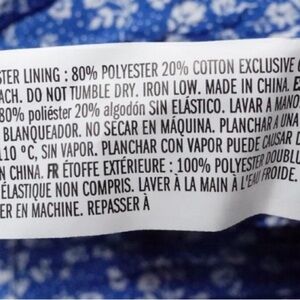 STER LINING : 80% POLYESTER 20% COTTON EXCLUSIVE
ACH. DO NOT TUMBLE DRY. IRON LOW. MADE IN CHINA. ES
80% poliéster 20% algodón SIN ELÁSTICO. LAVAR A MANO
BLANQUEADOR. NO SECAR EN MÁQUINA. PLANCHAR A UNA
110 ºC, SIN VAPOR. PLANCHAR CON VAPOR PUEDE CAUSAR
N CHINA. FR ÉTOFFE EXTÉRIEURE : 100% POLYESTER DOUBL
ÉLASTIQUE NON COMPRIS. LAVER À LA MAIN À L'EAU FROIDE.
ER EN MACHINE. REPASSER À